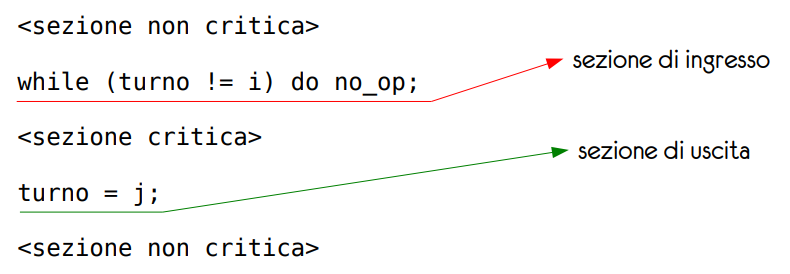 <sezione non critica>
sezione di ingresso
while (turno != i) do no_op;
<sezione critica>
sezione di uscita
turno = j;
<sezione non critica>